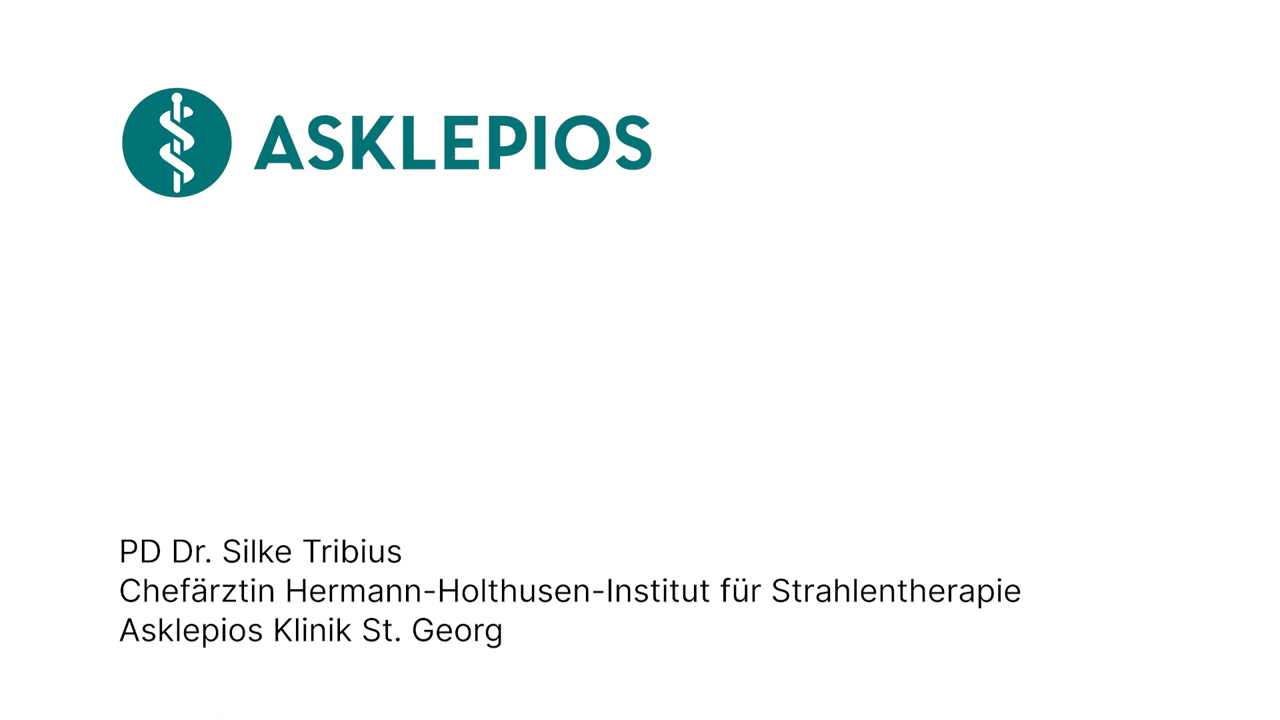 ASKLEPIOS
PD Dr. Silke Tribius
Chefärztin Hermann-Holthusen-Institut für Strahlentherapie
Asklepios Klinik St. Georg